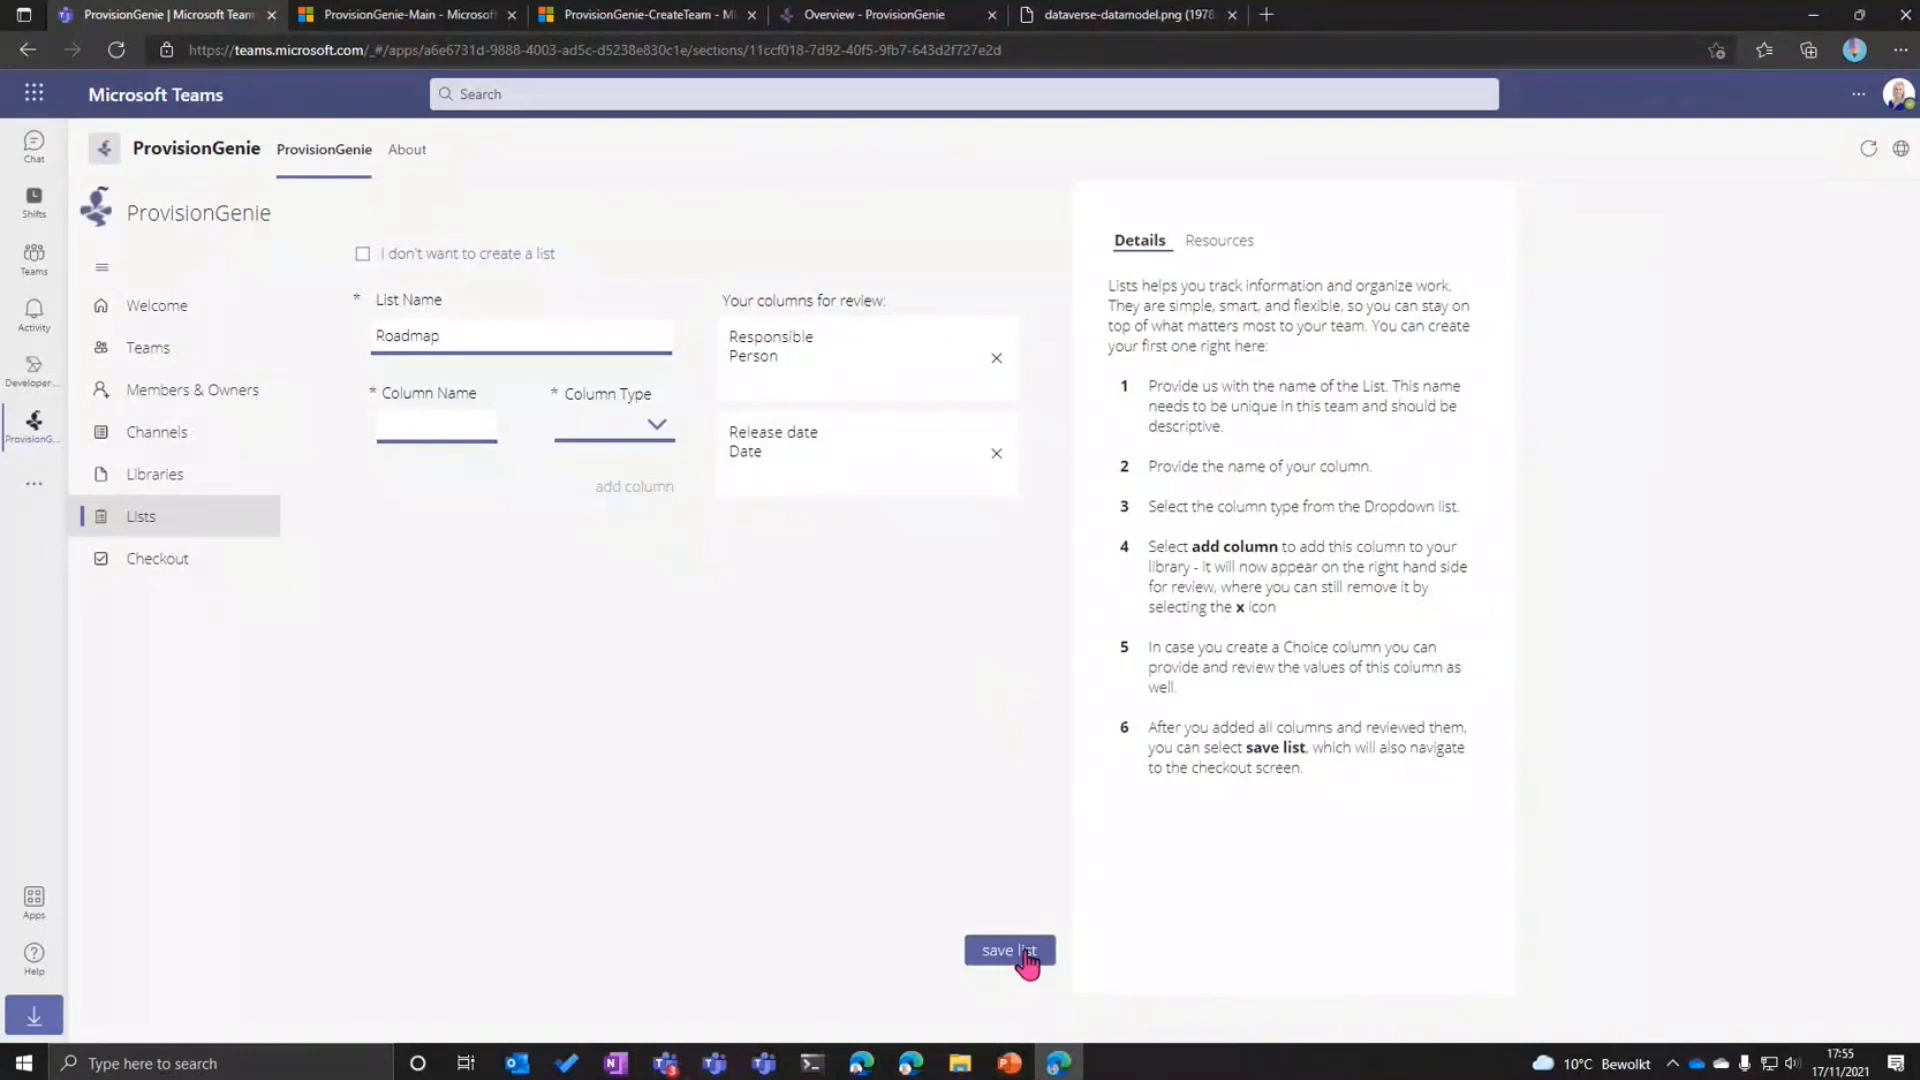 ProvisionGenie | Microsoft Team
ProvisionGenie-Main - Microsof
ProvisionGenie-CreateTeam - M
Overview - ProvisionGenie
dataverse-datamodel.png (1978
https://teams.microsoft.com/_#/apps/a6e6731d-9888-4003-ad5c-d5238e830c1e/sections/11ccf018-7d92-40f5-9fb7-643d2f727e2d
Microsoft Teams
Search
Chat
Shifts
Teams
Activity
Developer...
ProvisionG...
Apps
Help
ProvisionGenie
ProvisionGenie
About
ProvisionGenie
Welcome
Teams
Members & Owners
Channels
Libraries
Lists
Checkout
I don't want to create a list
* List Name
Roadmap
* Column Name
* Column Type
add column
Your columns for review:
Responsible
Person
Release date
Date
save list
Details
Resources
Lists helps you track information and organize work.
They are simple, smart, and flexible, so you can stay on
top of what matters most to your team. You can create
your first one right here:
1 Provide us with the name of the List. This name
needs to be unique in this team and should be
descriptive.
2 Provide the name of your column.
3 Select the column type from the Dropdown list.
4 Select add column to add this column to your
library - it will now appear on the right hand side
for review, where you can still remove it by
selecting the x icon
5 In case you create a Choice column you can
provide and review the values of this column as
well.
6 After you added all columns and reviewed them,
you can select save list, which will also navigate
to the checkout screen.
Type here to search
3
10°C Bewolkt
17:55
17/11/2021